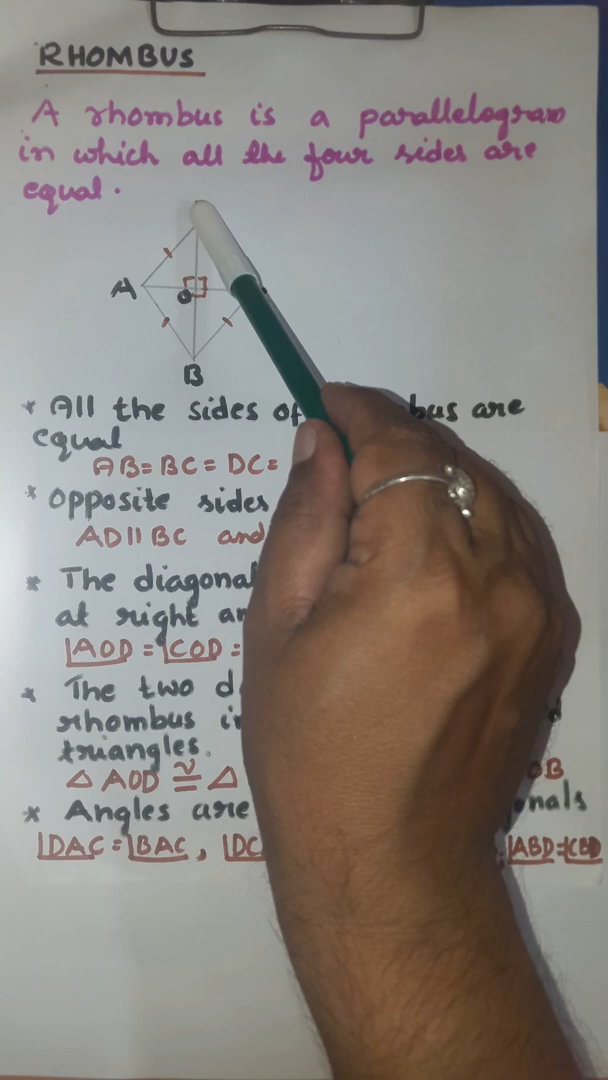 RHOMBUS
A rhombus is a parallelogram
in which all the four sides are
equal.
A
O
B
* All the sides of bus are
equal
AB = BC = DC =
* Opposite sides
AD || BC and
* The diagonal
at right
∠AOD = ∠COD =
* The two
rhombus
triangles.
△ AOD ≅ △ OB
* Angles are onals
∠DAC = ∠BAC , ∠DC , ∠ABD = ∠CBD